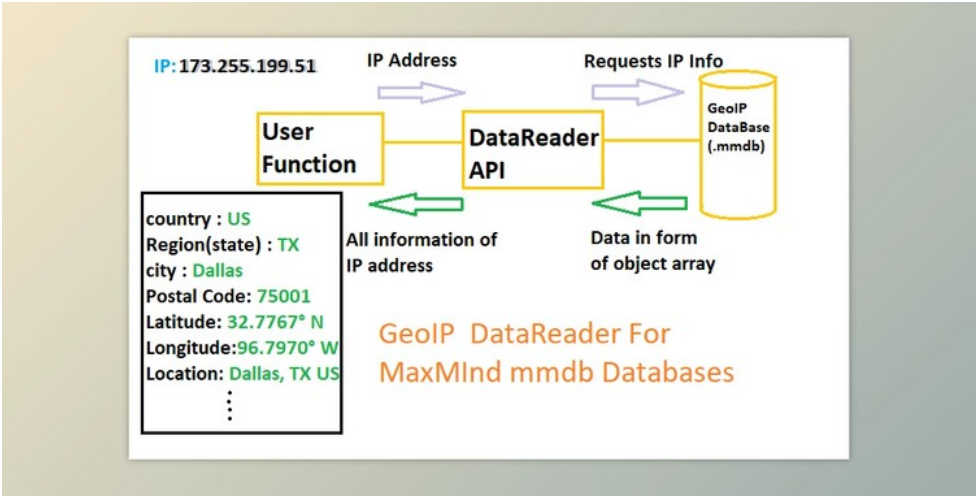 IP: 173.255.199.51
IP Address
Requests IP Info
GeoIP
DataBase
(.mmdb)
User
Function
DataReader
API
country : US
Region(state) : TX
city : Dallas
Postal Code: 75001
Latitude: 32.7767° N
Longitude:96.7970° W
Location: Dallas, TX US
All information of
IP address
Data in form
of object array
GeoIP DataReader For
MaxMInd mmdb Databases